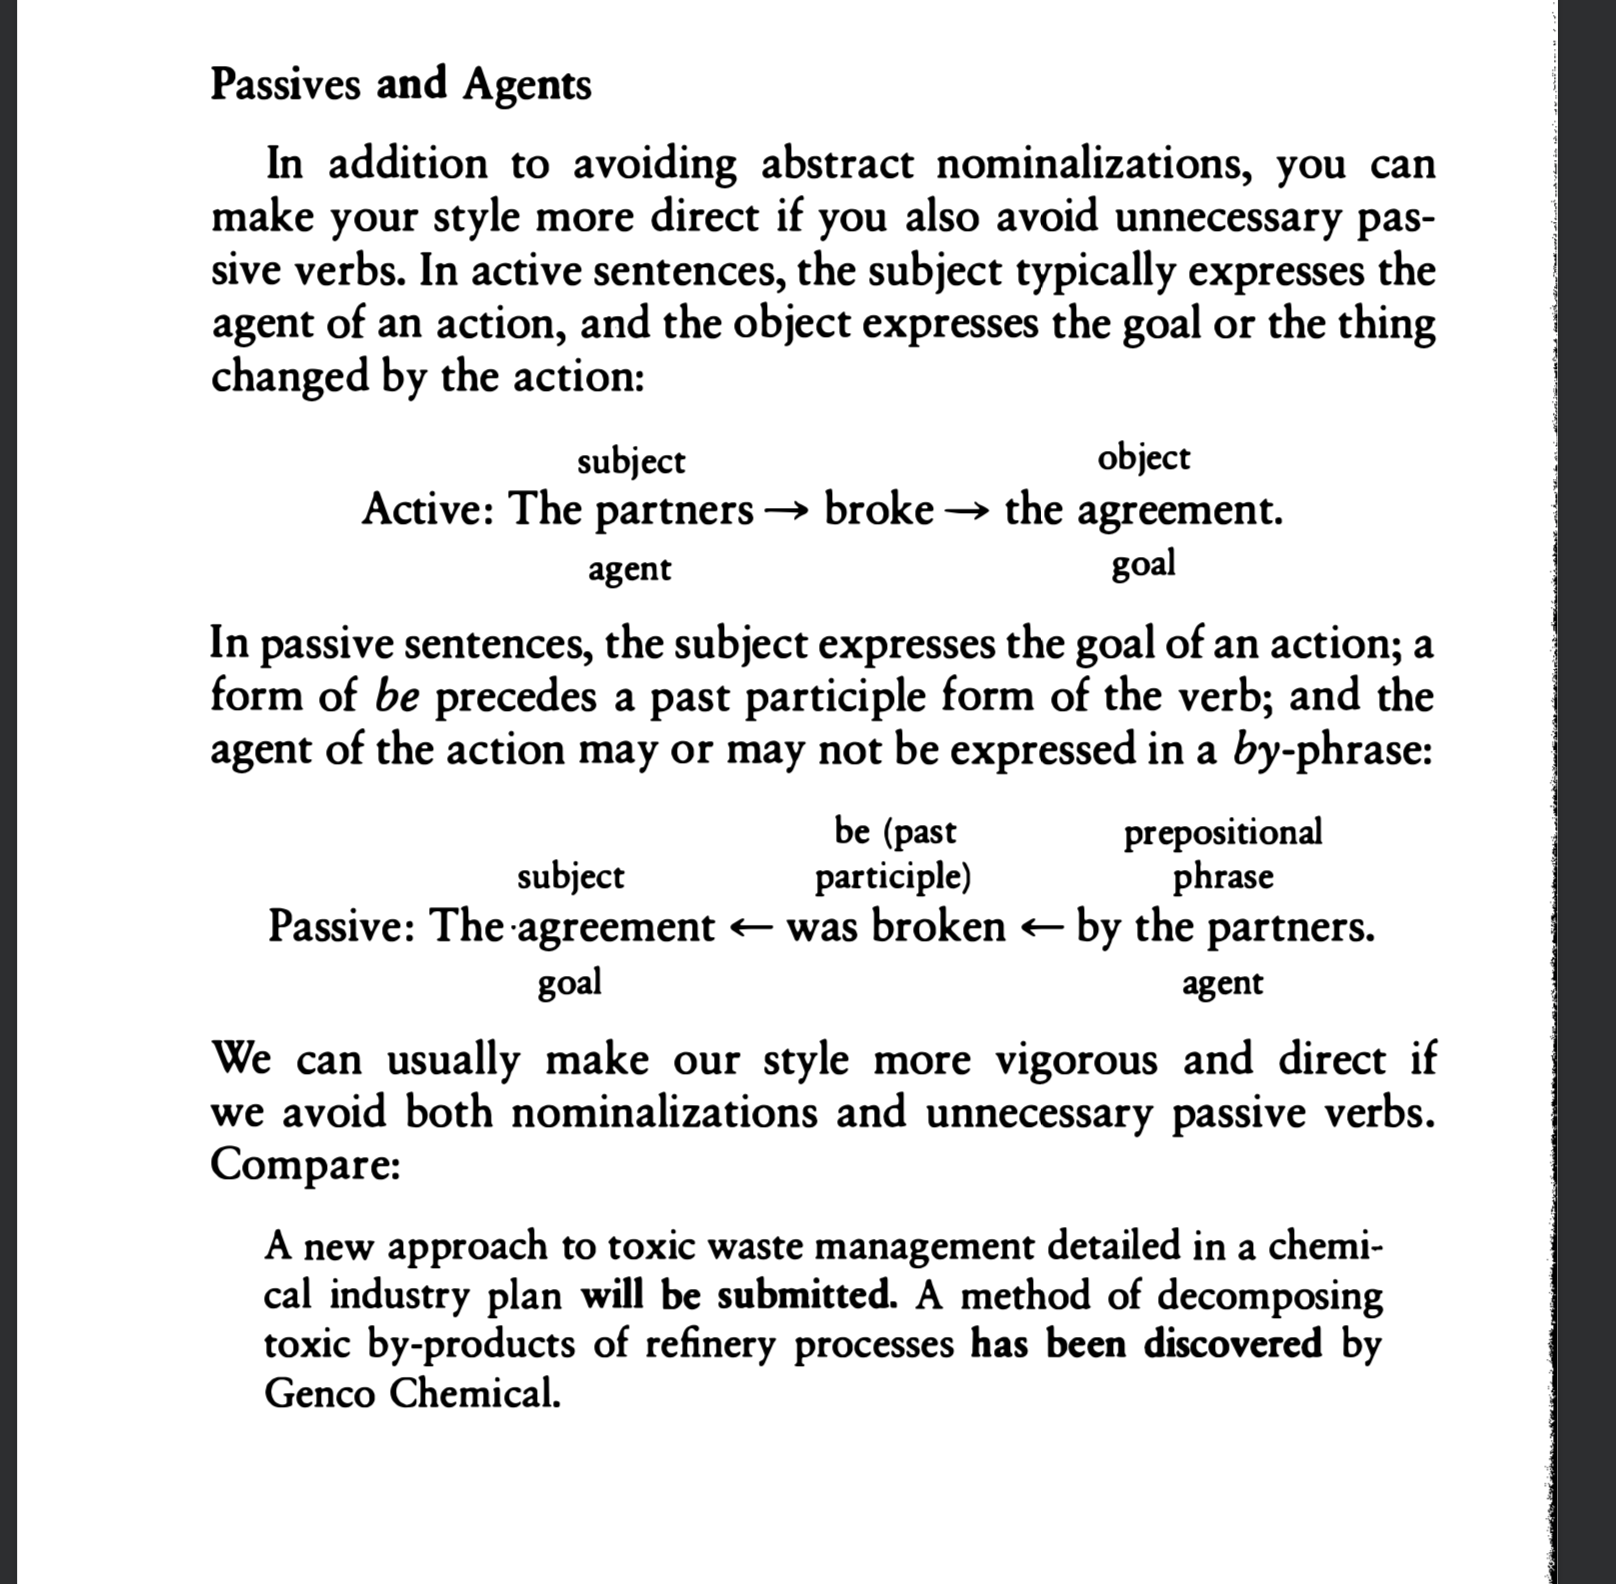 Passives and Agents
In addition to avoiding abstract nominalizations, you can
make your style more direct if you also avoid unnecessary pas-
sive verbs. In active sentences, the subject typically expresses the
agent of an action, and the object expresses the goal or the thing
changed by the action:
subject object
Active: The partners → broke → the agreement.
agent goal
In passive sentences, the subject expresses the goal of an action; a
form of be precedes a past participle form of the verb; and the
agent of the action may or may not be expressed in a by-phrase:
be (past prepositional
subject participle) phrase
Passive: The agreement ← was broken ← by the partners.
goal agent
We can usually make our style more vigorous and direct if
we avoid both nominalizations and unnecessary passive verbs.
Compare:
A new approach to toxic waste management detailed in a chemi-
cal industry plan will be submitted. A method of decomposing
toxic by-products of refinery processes has been discovered by
Genco Chemical.